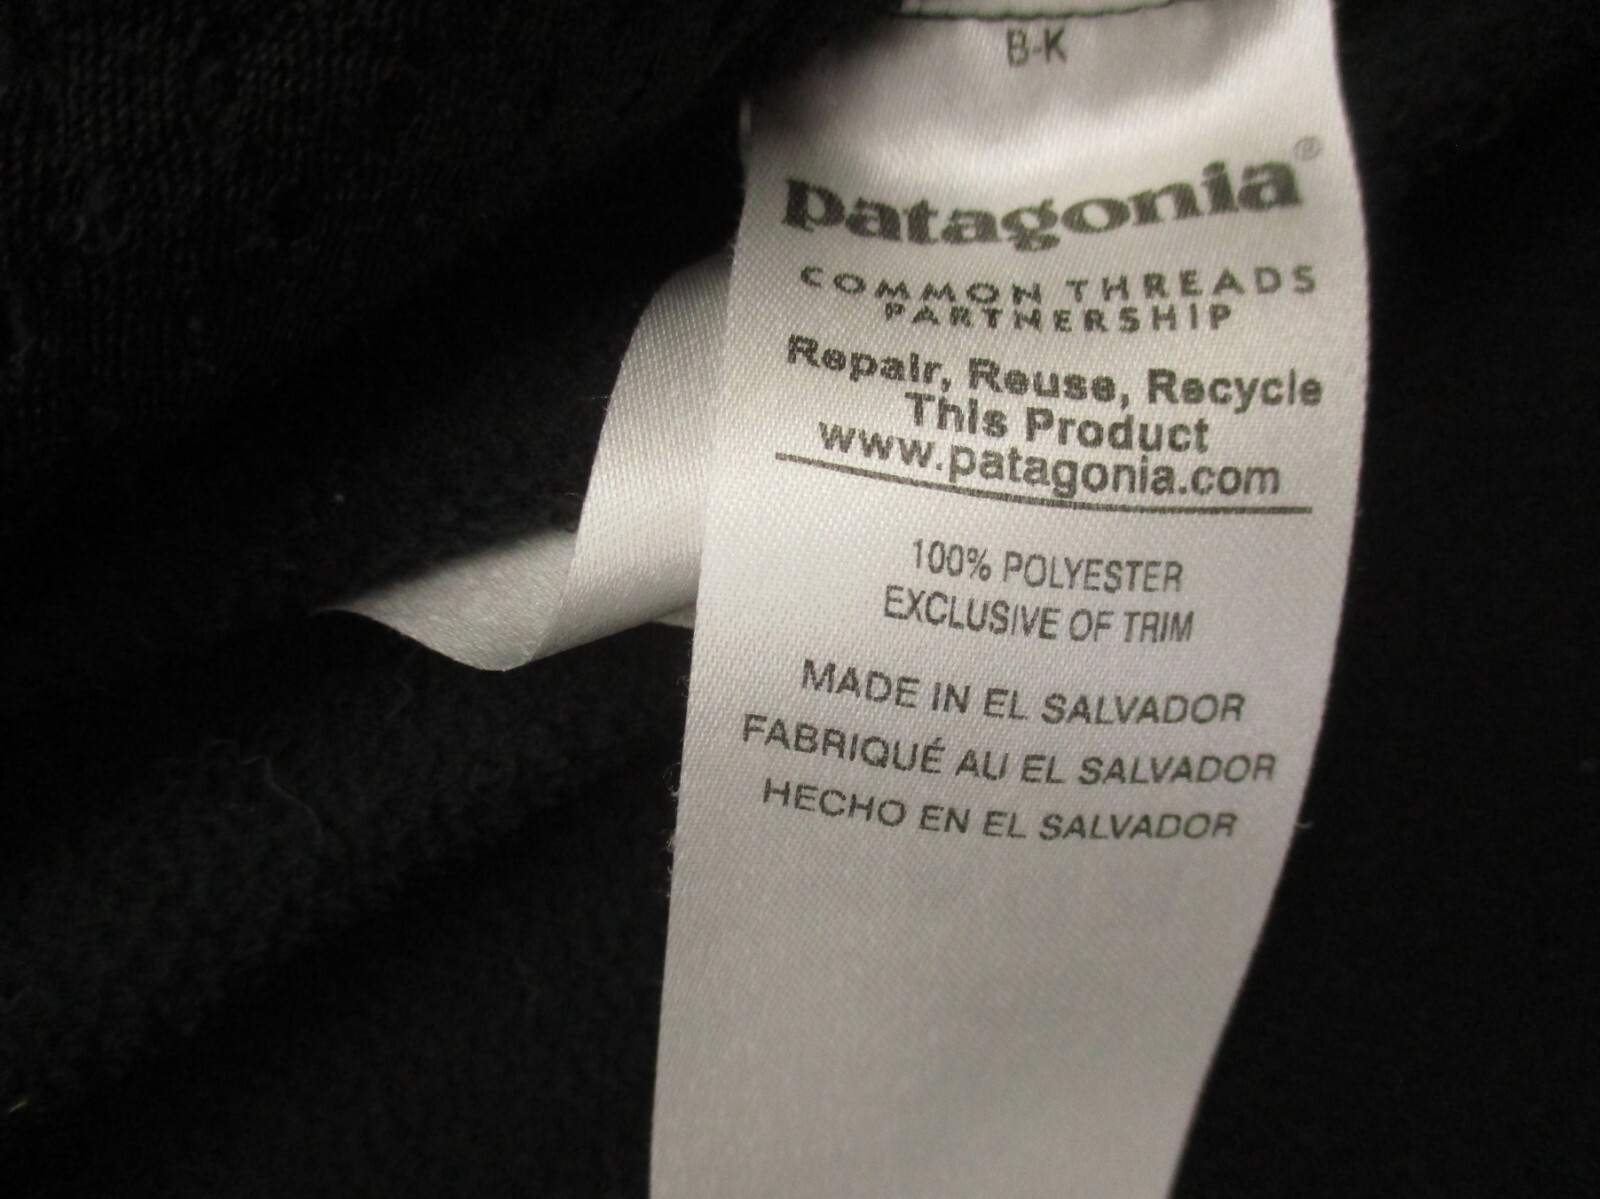 B-K
patagonia®
COMMON THREADS
PARTNERSHIP
Repair, Reuse, Recycle
This Product
www.patagonia.com
100% POLYESTER
EXCLUSIVE OF TRIM
MADE IN EL SALVADOR
FABRIQUÉ AU EL SALVADOR
HECHO EN EL SALVADOR